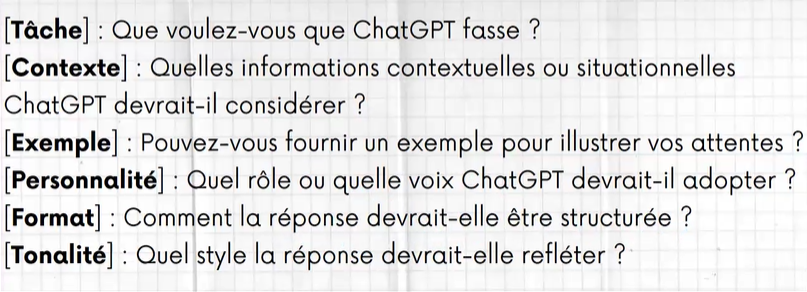 [Tâche] : Que voulez-vous que ChatGPT fasse ?
[Contexte] : Quelles informations contextuelles ou situationnelles
ChatGPT devrait-il considérer ?
[Exemple] : Pouvez-vous fournir un exemple pour illustrer vos attentes ?
[Personnalité] : Quel rôle ou quelle voix ChatGPT devrait-il adopter ?
[Format] : Comment la réponse devrait-elle être structurée ?
[Tonalité] : Quel style la réponse devrait-elle refléter ?